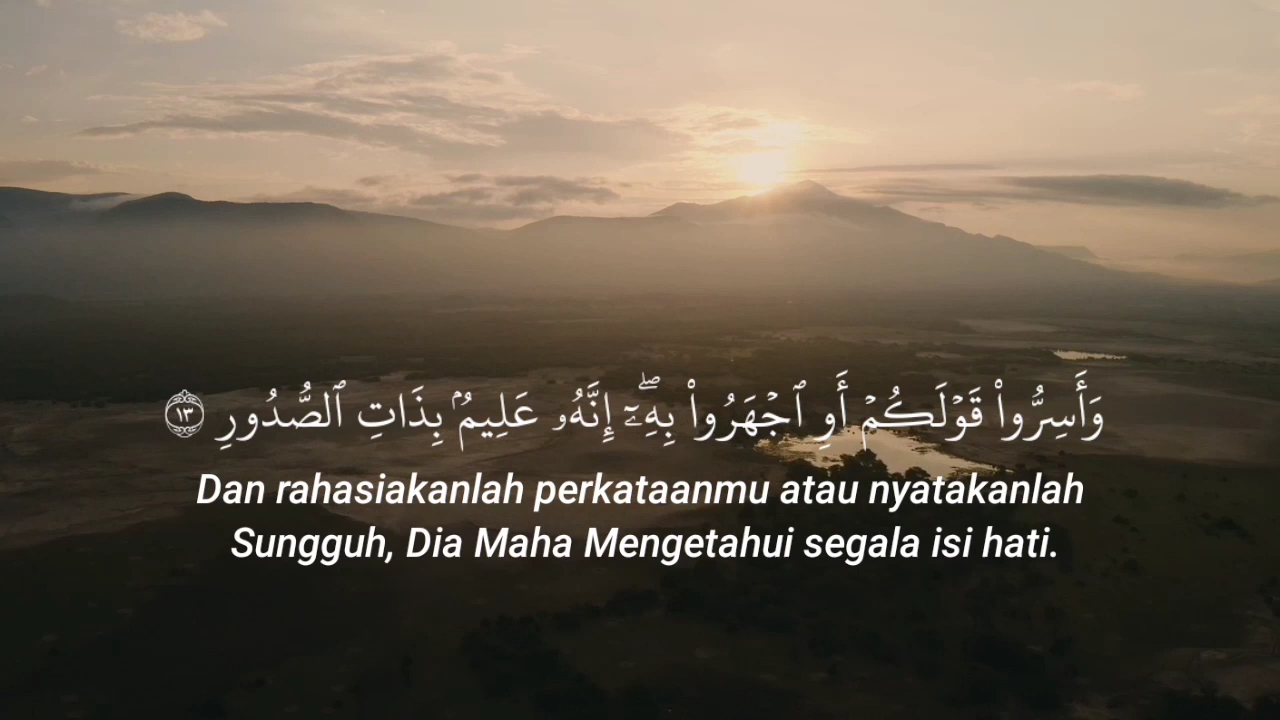 وَأَسِرُّوا۟ قَوْلَكُمْ أَوِ ٱجْهَرُوا۟ بِهِۦٓ ۖ إِنَّهُۥ عَلِيمٌۢ بِذَاتِ ٱلصُّدُورِ ١٣
Dan rahasiakanlah perkataanmu atau nyatakanlah
Sungguh, Dia Maha Mengetahui segala isi hati.